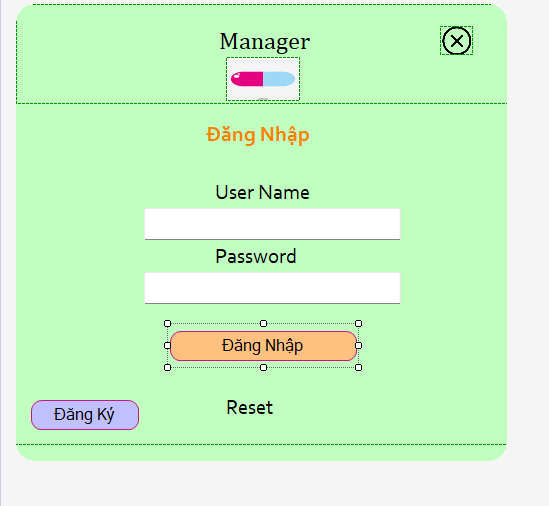 Manager
Đăng Nhập
User Name
Password
Đăng Nhập
Đăng Ký
Reset